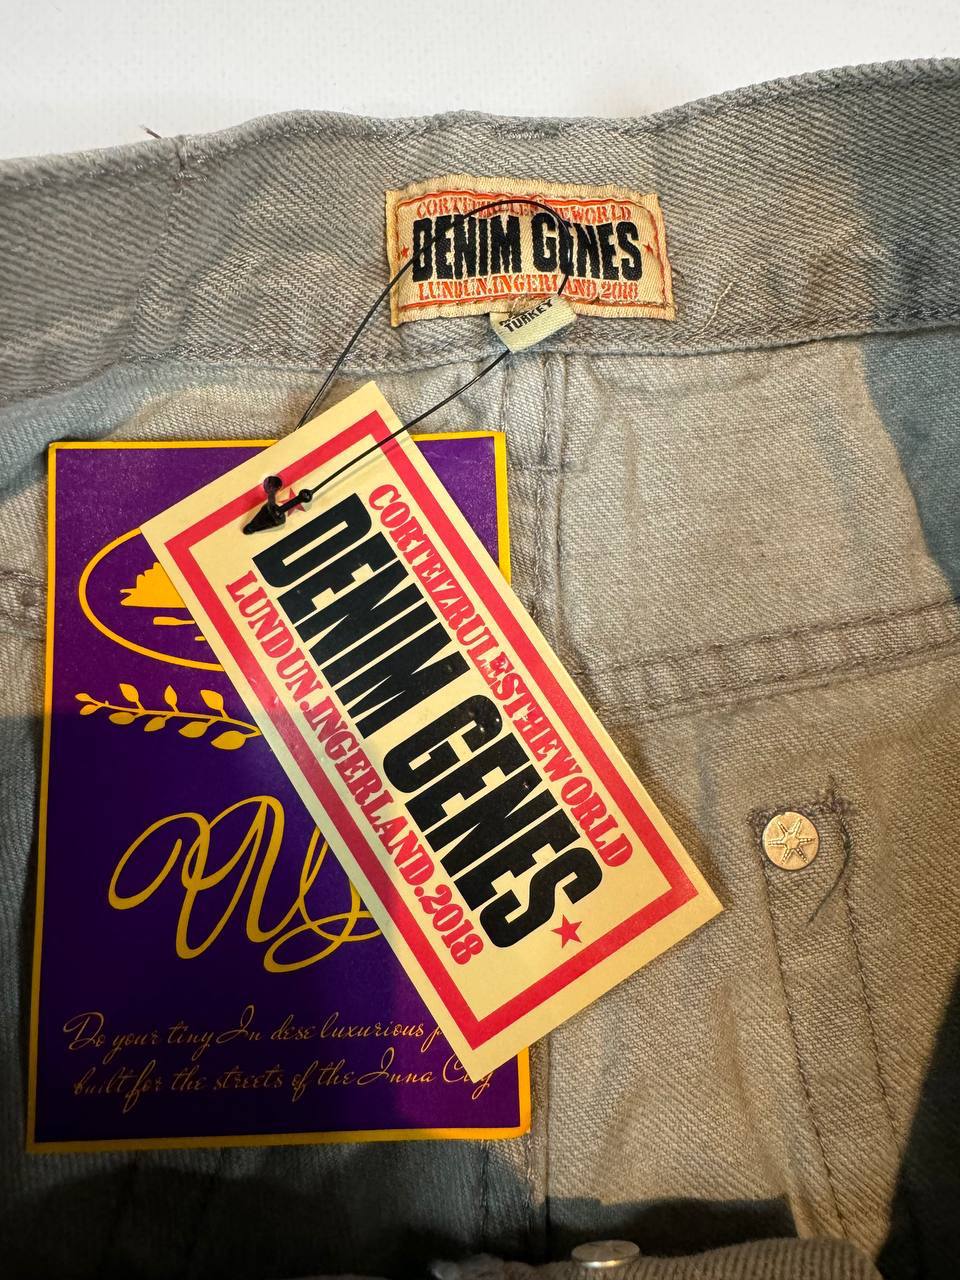 CORTEIZRULESTHEWORLD
DENIM GENES
LUNDUN.INGERLAND 2018
TURKEY
CORTEIZRULESTHEWORLD
DENIM GENES
LUNDUN.INGERLAND.2018
Do your tiny In dese luxurious
built for the streets of the Inna City